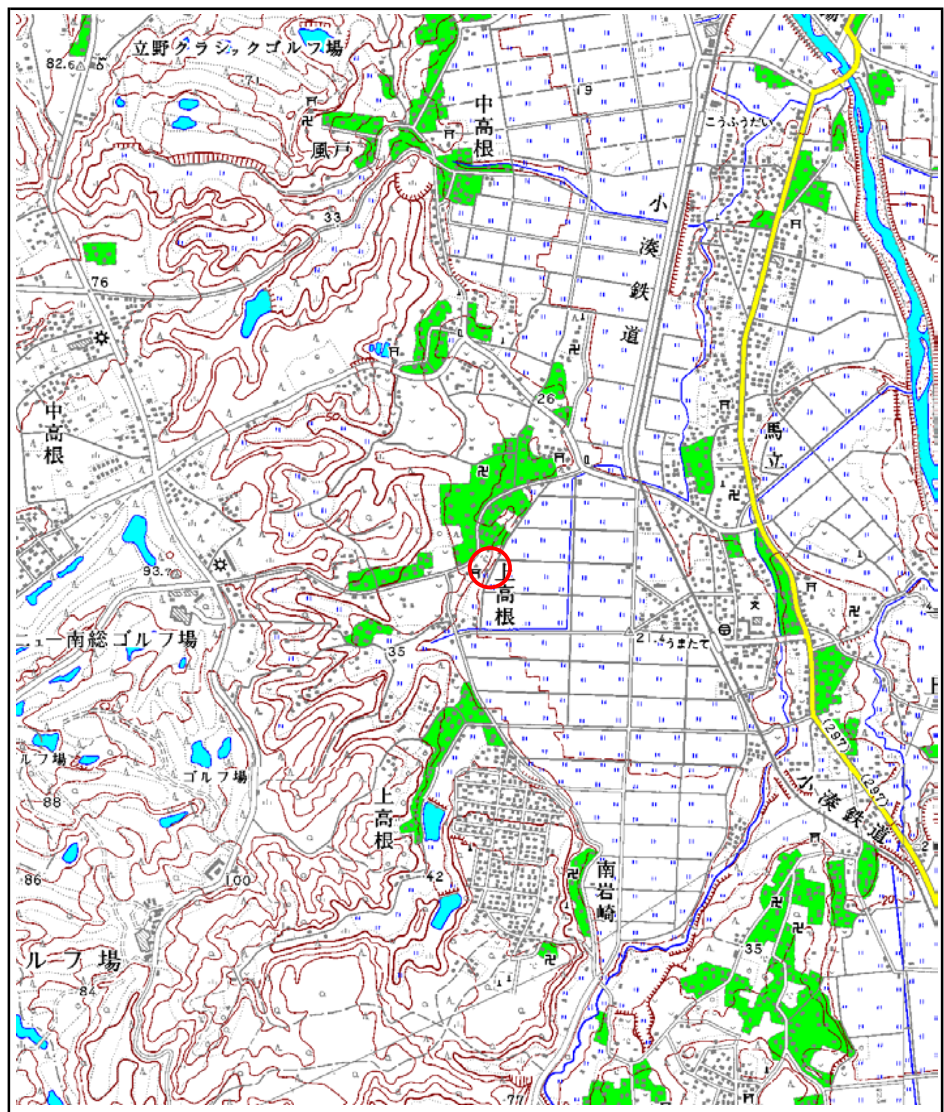 立野クラシックゴルフ場
82.6
71
風戸
中高根
19
こうふうだい
小湊鉄道
33
76
中高根
50
26
馬立
93.7
上高根
ニュー南総ゴルフ場
35
21.4
うまたて
ルフ場
ゴルフ場
(297)
(297)
小湊鉄道
88
上高根
86
100
42
南岩崎
35
20
ルフ場
84
77